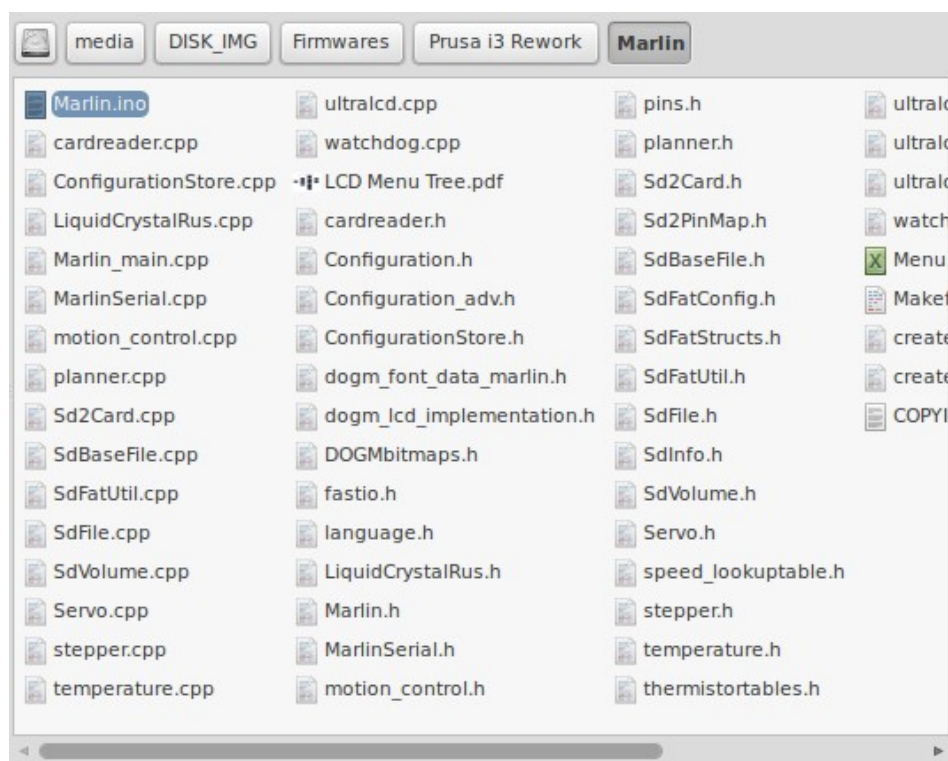 media DISK_IMG Firmwares Prusa i3 Rework Marlin
Marlin.ino
cardreader.cpp
ConfigurationStore.cpp
LiquidCrystalRus.cpp
Marlin_main.cpp
MarlinSerial.cpp
motion_control.cpp
planner.cpp
Sd2Card.cpp
SdBaseFile.cpp
SdFatUtil.cpp
SdFile.cpp
SdVolume.cpp
Servo.cpp
stepper.cpp
temperature.cpp
ultralcd.cpp
watchdog.cpp
LCD Menu Tree.pdf
cardreader.h
Configuration.h
Configuration_adv.h
ConfigurationStore.h
dogm_font_data_marlin.h
dogm_lcd_implementation.h
DOGMbitmaps.h
fastio.h
language.h
LiquidCrystalRus.h
Marlin.h
MarlinSerial.h
motion_control.h
pins.h
planner.h
Sd2Card.h
Sd2PinMap.h
SdBaseFile.h
SdFatConfig.h
SdFatStructs.h
SdFatUtil.h
SdFile.h
SdInfo.h
SdVolume.h
Servo.h
speed_lookuptable.h
stepper.h
temperature.h
thermistortables.h
Menu